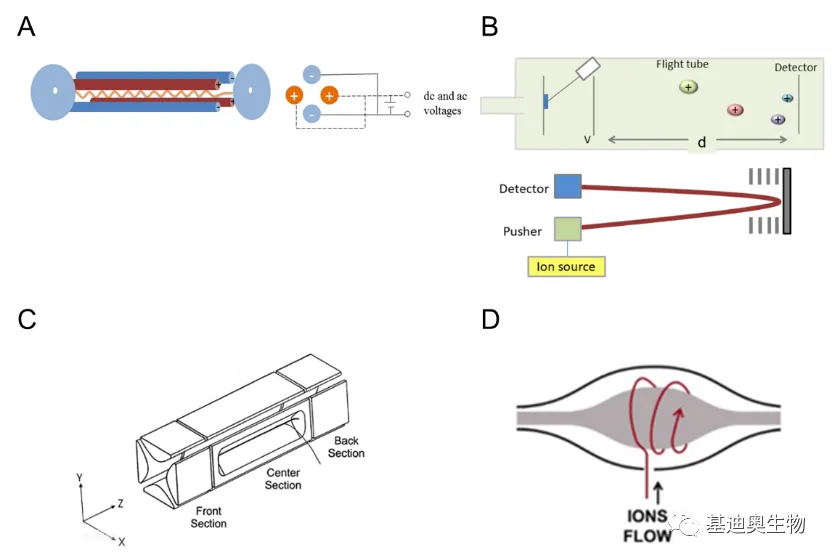 A
dc and ac
voltages
B
Flight tube
Detector
V
d
Detector
Pusher
Ion source
C
Back
Section
Center
Section
Front
Section
Y
Z
X
D
IONS
FLOW
基迪奥生物